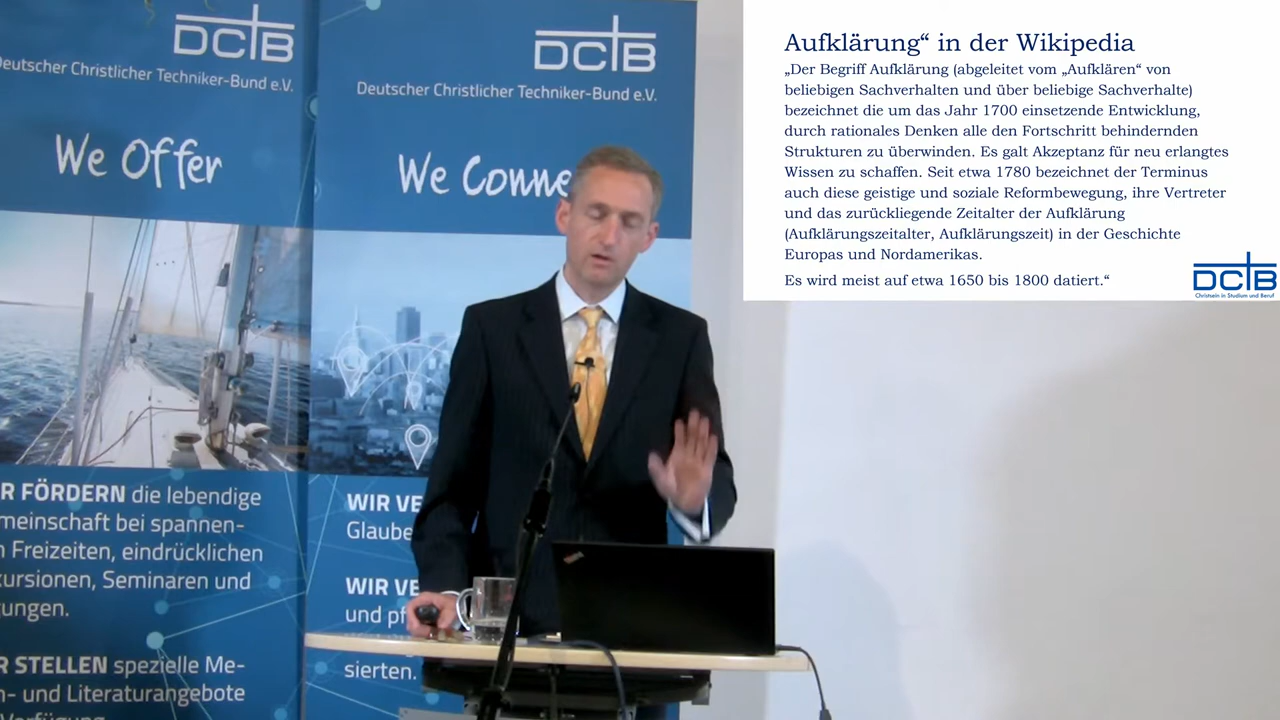 DCTB
Deutscher Christlicher Techniker-Bund e.V.
We Offer
R FÖRDERN die lebendige
meinschaft bei spannen-
n Freizeiten, eindrücklichen
kursionen, Seminaren und
ungen.
R STELLEN spezielle Me-
n- und Literaturangebote
DCTB
Deutscher Christlicher Techniker-Bund e.V.
We Conne
WIR VE
Glaube
WIR VE
und pf
sierten.
Aufklärung“ in der Wikipedia
„Der Begriff Aufklärung (abgeleitet vom „Aufklären“ von
beliebigen Sachverhalten und über beliebige Sachverhalte)
bezeichnet die um das Jahr 1700 einsetzende Entwicklung,
durch rationales Denken alle den Fortschritt behindernden
Strukturen zu überwinden. Es galt Akzeptanz für neu erlangtes
Wissen zu schaffen. Seit etwa 1780 bezeichnet der Terminus
auch diese geistige und soziale Reformbewegung, ihre Vertreter
und das zurückliegende Zeitalter der Aufklärung
(Aufklärungszeitalter, Aufklärungszeit) in der Geschichte
Europas und Nordamerikas.
Es wird meist auf etwa 1650 bis 1800 datiert.“
DCTB
Christsein in Studium und Beruf